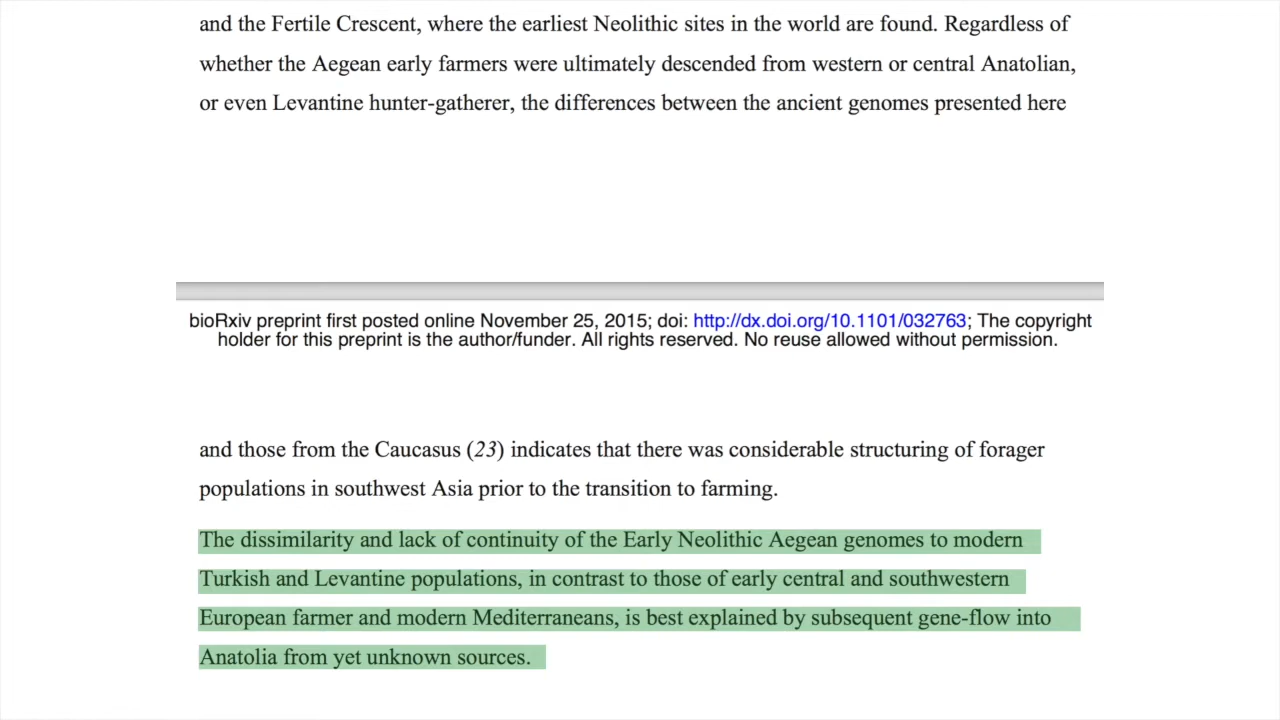 and the Fertile Crescent, where the earliest Neolithic sites in the world are found. Regardless of
whether the Aegean early farmers were ultimately descended from western or central Anatolian,
or even Levantine hunter-gatherer, the differences between the ancient genomes presented here
bioRxiv preprint first posted online November 25, 2015; doi: http://dx.doi.org/10.1101/032763; The copyright
holder for this preprint is the author/funder. All rights reserved. No reuse allowed without permission.
and those from the Caucasus (23) indicates that there was considerable structuring of forager
populations in southwest Asia prior to the transition to farming.
The dissimilarity and lack of continuity of the Early Neolithic Aegean genomes to modern
Turkish and Levantine populations, in contrast to those of early central and southwestern
European farmer and modern Mediterraneans, is best explained by subsequent gene-flow into
Anatolia from yet unknown sources.